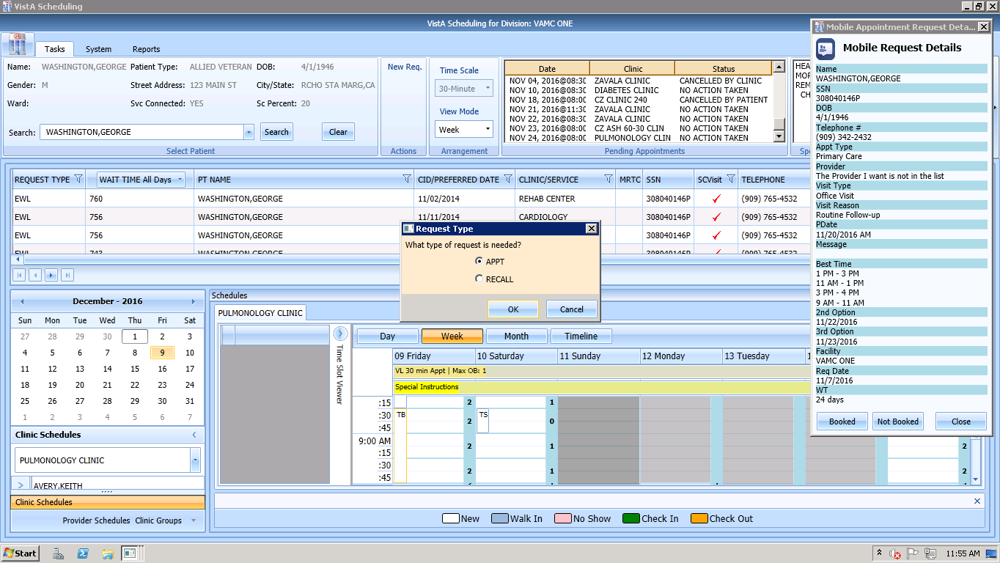 VistA Scheduling
VistA Scheduling for Division: VAMC ONE
Tasks System Reports
Name: WASHINGTON,GEORGE Patient Type: ALLIED VETERAN DOB: 4/1/1946
Gender: M Street Address: 123 MAIN ST City/State: RCHO STA MARG,CA
Ward: Svc Connected: YES Sc Percent: 20
Search: WASHINGTON,GEORGE Search Clear
Select Patient
New Req.
Actions
Time Scale
30-Minute
View Mode
Week
Arrangement
Date Clinic Status
NOV 04, 2016@08:30 ZAVALA CLINIC CANCELLED BY CLINIC
NOV 10, 2016@08:30 DIABETES CLINIC NO ACTION TAKEN
NOV 18, 2016@08:00 CZ CLINIC 240 CANCELLED BY PATIENT
NOV 21, 2016@11:30 ZAVALA CLINIC NO ACTION TAKEN
NOV 22, 2016@08:00 ZAVALA CLINIC NO ACTION TAKEN
NOV 23, 2016@08:30 CZ ASH 60-30 CLIN NO ACTION TAKEN
NOV 24, 2016@08:00 PULMONOLOGY CLIN NO ACTION TAKEN
Pending Appointments
HEA
MOR
REM
CH
Spe
REQUEST TYPE WAIT TIME All Days PT NAME CID/PREFERRED DATE CLINIC/SERVICE MRTC SSN SCVisit TELEPHONE
EWL 760 WASHINGTON,GEORGE 11/02/2014 REHAB CENTER 308040146P (909) 765-4532
EWL 756 WASHINGTON,GEORGE 11/11/2014 CARDIOLOGY 308040146P (909) 765-4532
EWL 756 WASHINGTON,GEORGE 308040146P (909) 765-4532
EWL 743 WASHINGTON,GEORGE 308040146P (909) 765-4532
Request Type
What type of request is needed?
APPT
RECALL
OK Cancel
December - 2016
Sun Mon Tue Wed Thu Fri Sat
27 28 29 30 1 2 3
4 5 6 7 8 9 10
11 12 13 14 15 16 17
18 19 20 21 22 23 24
25 26 27 28 29 30 31
1 2 3 4 5 6 7
Clinic Schedules
PULMONOLOGY CLINIC
AVERY,KEITH
Clinic Schedules
Provider Schedules Clinic Groups
Schedules
PULMONOLOGY CLINIC
Time Slot Viewer
Day Week Month Timeline
09 Friday 10 Saturday 11 Sunday 12 Monday 13 Tuesday 1
VL 30 min Appt | Max OB: 1
Special Instructions
:15 2 1
:30 TB 2 TS 0
:45
9:00 AM 2 1 2
:15
:30 2 1 2
:45
New Walk In No Show Check In Check Out
Mobile Appointment Request Deta...
Mobile Request Details
Name
WASHINGTON,GEORGE
SSN
308040146P
DOB
4/1/1946
Telephone #
(909) 342-2432
Appt Type
Primary Care
Provider
The Provider I want is not in the list
Visit Type
Office Visit
Visit Reason
Routine Follow-up
PDate
11/20/2016 AM
Message
Best Time
1 PM - 3 PM
11 AM - 1 PM
3 PM - 4 PM
9 AM - 11 AM
2nd Option
11/22/2016
3rd Option
11/23/2016
Facility
VAMC ONE
Req Date
11/7/2016
WT
24 days
Booked Not Booked Close
Start 11:55 AM